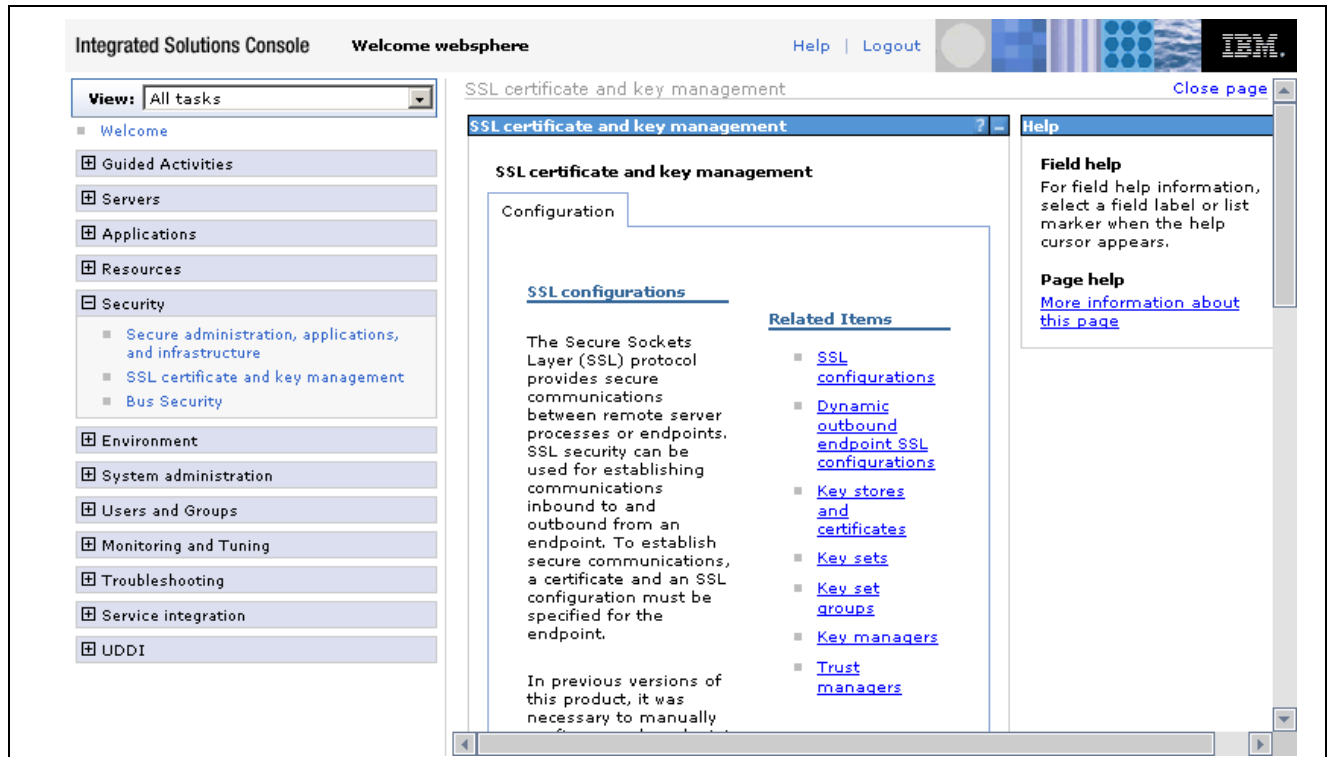 Integrated Solutions Console Welcome websphere Help | Logout IBM.
View: All tasks
Welcome
Guided Activities
Servers
Applications
Resources
Security
Secure administration, applications,
and infrastructure
SSL certificate and key management
Bus Security
Environment
System administration
Users and Groups
Monitoring and Tuning
Troubleshooting
Service integration
UDDI
SSL certificate and key management Close page
SSL certificate and key management ? -
SSL certificate and key management
Configuration
SSL configurations
The Secure Sockets
Layer (SSL) protocol
provides secure
communications
between remote server
processes or endpoints.
SSL security can be
used for establishing
communications
inbound to and
outbound from an
endpoint. To establish
secure communications,
a certificate and an SSL
configuration must be
specified for the
endpoint.
In previous versions of
this product, it was
necessary to manually
Related Items
SSL
configurations
Dynamic
outbound
endpoint SSL
configurations
Key stores
and
certificates
Key sets
Key set
groups
Key managers
Trust
managers
Help
Field help
For field help information,
select a field label or list
marker when the help
cursor appears.
Page help
More information about
this page